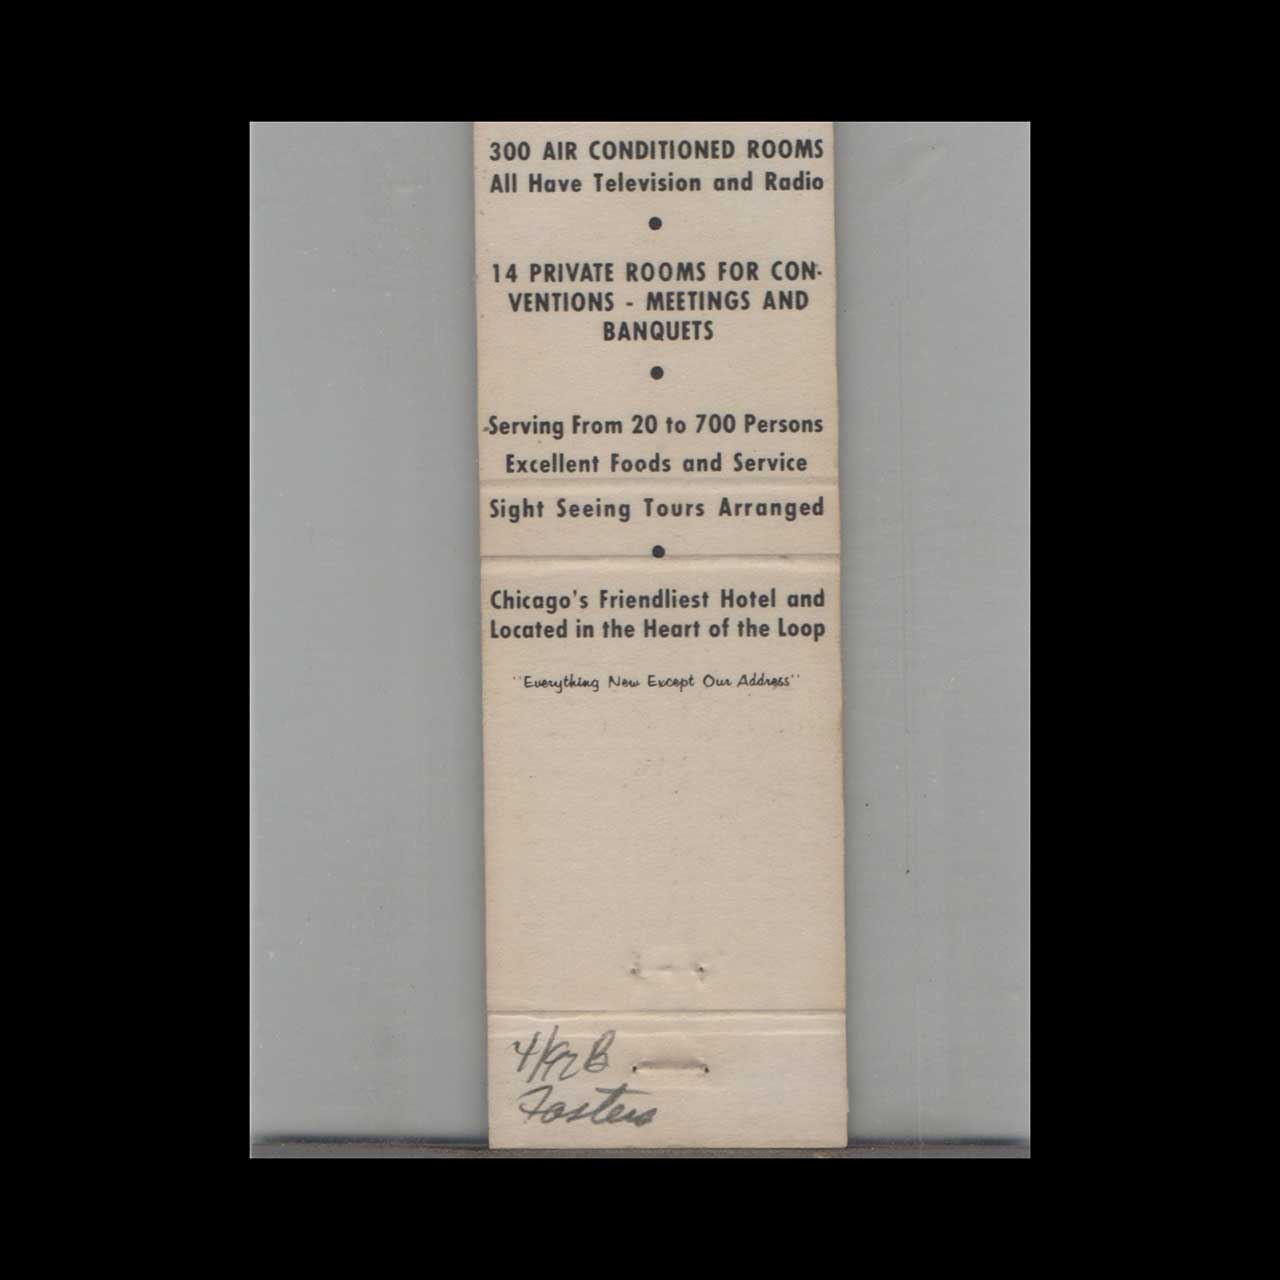 300 AIR CONDITIONED ROOMS
All Have Television and Radio
14 PRIVATE ROOMS FOR CON-
VENTIONS - MEETINGS AND
BANQUETS
Serving From 20 to 700 Persons
Excellent Foods and Service
Sight Seeing Tours Arranged
Chicago's Friendliest Hotel and
Located in the Heart of the Loop
"Everything New Except Our Address"
4/92 B
Fosters